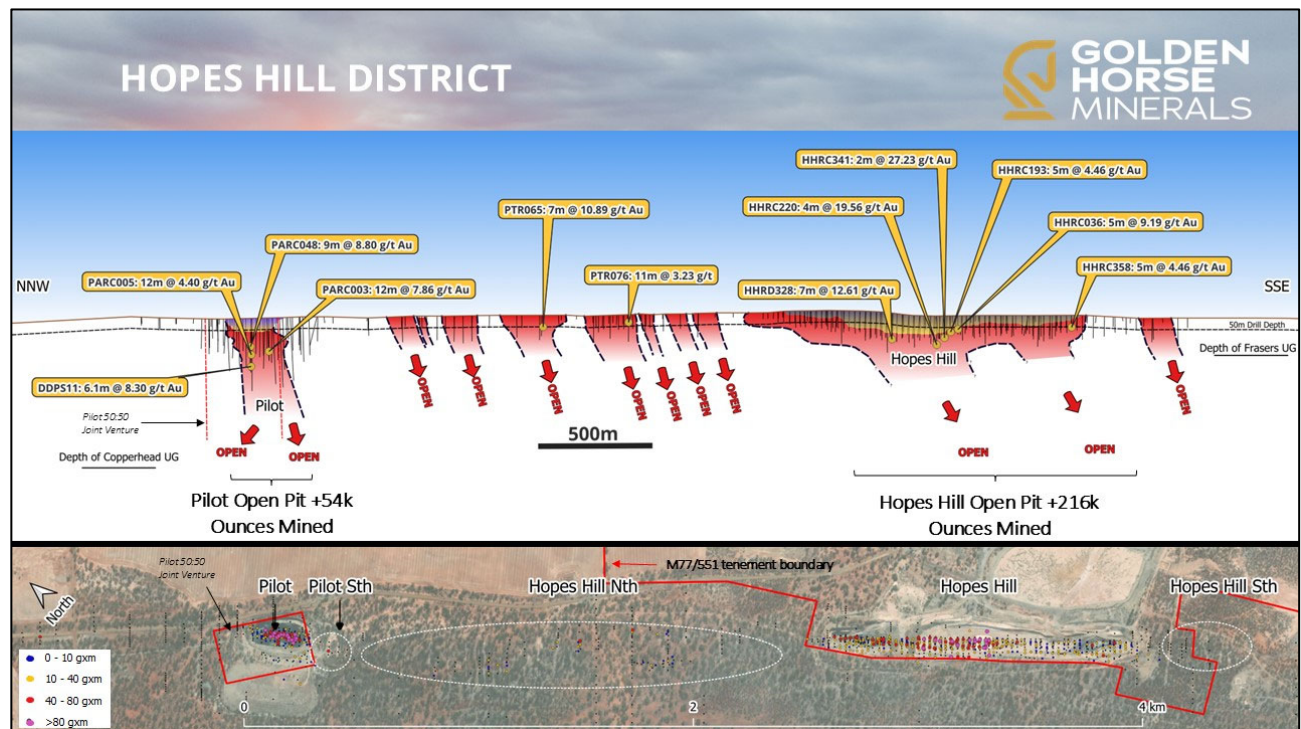 HOPES HILL DISTRICT
GOLDEN
HORSE
MINERALS
HHRC341: 2m @ 27.23 g/t Au
HHRC193: 5m @ 4.46 g/t Au
HHRC220: 4m @ 19.56 g/t Au
PTR065: 7m @ 10.89 g/t Au
HHRC036: 5m @ 9.19 g/t Au
PARC048: 9m @ 8.80 g/t Au
PARC005: 12m @ 4.40 g/t Au
PTR076: 11m @ 3.23 g/t
HHRC358: 5m @ 4.46 g/t Au
NNW
PARC003: 12m @ 7.86 g/t Au
HHRD328: 7m @ 12.61 g/t Au
SSE
50m Drill Depth
Depth of Frasers UG
Hopes Hill
DDPS11: 6.1m @ 8.30 g/t Au
Pilot
Pilot 50:50
Joint Venture
OPEN
OPEN
OPEN
OPEN
OPEN
OPEN
OPEN
OPEN
500m
OPEN
OPEN
OPEN
OPEN
Depth of Copperhead UG
Pilot Open Pit +54k
Ounces Mined
Hopes Hill Open Pit +216k
Ounces Mined
Pilot 50:50
Joint Venture
M77/551 tenement boundary
North
Pilot
Pilot Sth
Hopes Hill Nth
Hopes Hill
Hopes Hill Sth
0 - 10 gxm
10 - 40 gxm
40 - 80 gxm
>80 gxm
0
2
4 km